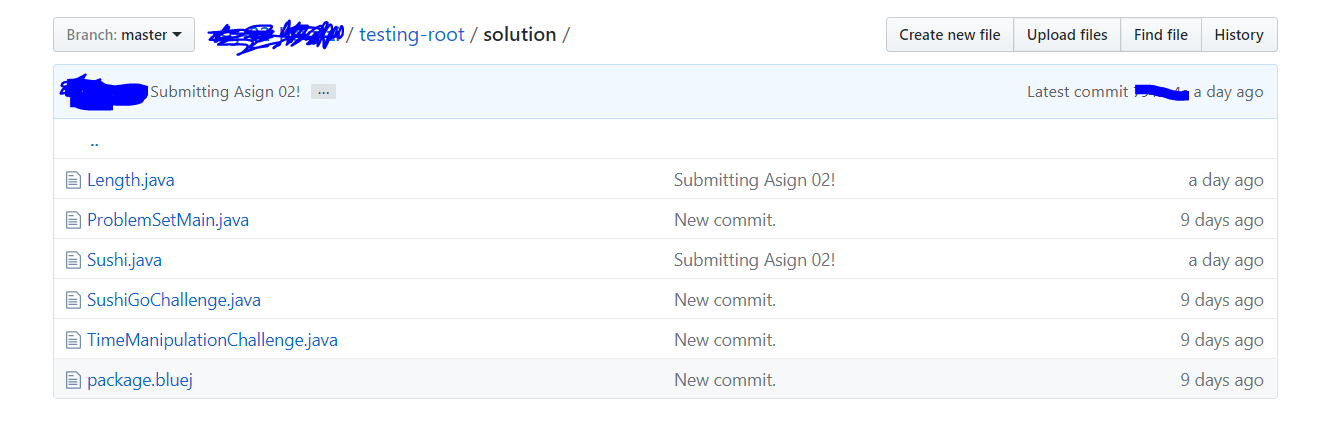 Branch: master / testing-root / solution / Create new file Upload files Find file History
Submitting Asign 02! ... Latest commit a day ago
..
Length.java Submitting Asign 02! a day ago
ProblemSetMain.java New commit. 9 days ago
Sushi.java Submitting Asign 02! a day ago
SushiGoChallenge.java New commit. 9 days ago
TimeManipulationChallenge.java New commit. 9 days ago
package.bluej New commit. 9 days ago